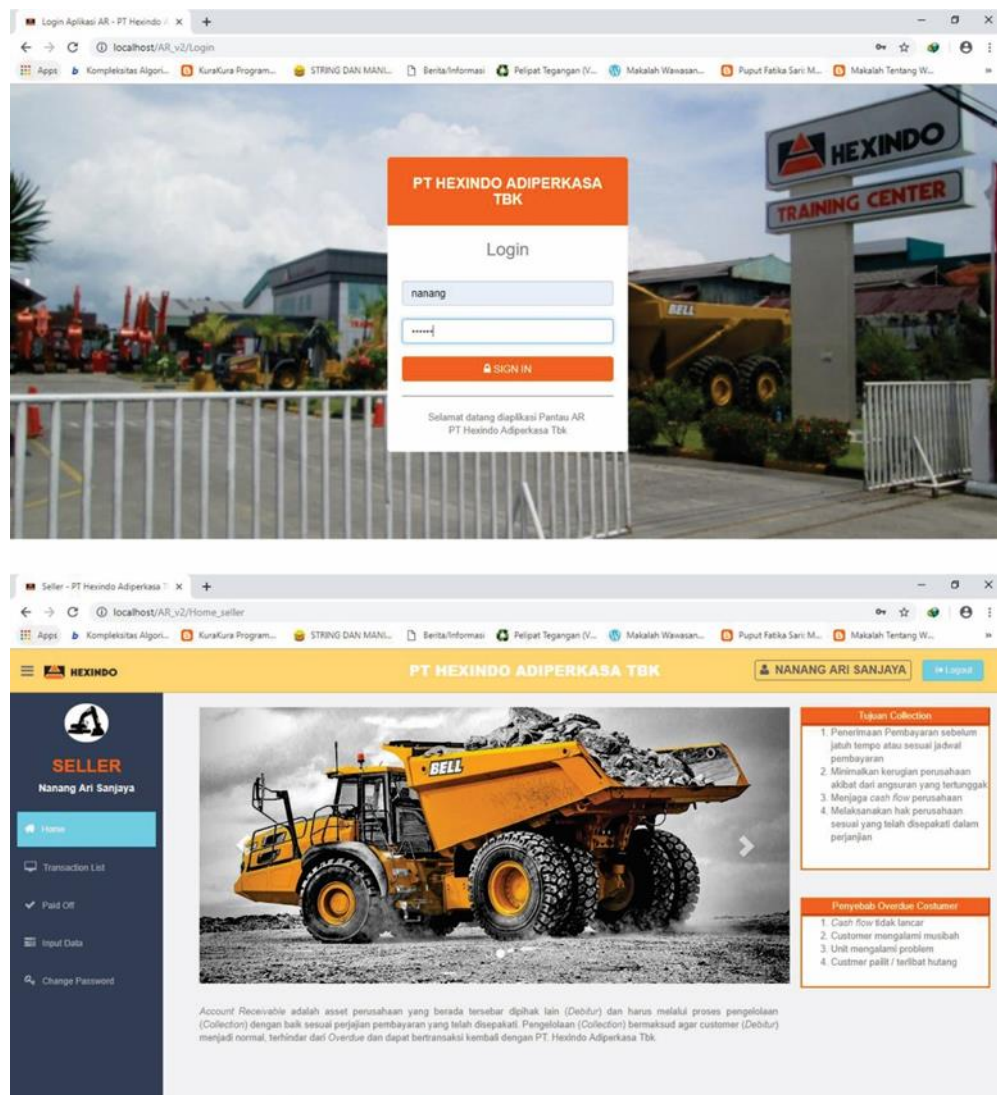 Login Aplikasi AR - PT Hexindo A
localhost/AR_v2/Login
Apps Kompleksitas Algori... KuraKura Program... STRING DAN MANI... Berita/Informasi Pelipat Tegangan (V... Makalah Wawasan... Puput Fatika Sari: M... Makalah Tentang W...
HEXINDO
TRAINING CENTER
PT HEXINDO ADIPERKASA
TBK
Login
nanang
BELL
SIGN IN
Selamat datang diaplikasi Pantau AR
PT Hexindo Adiperkasa Tbk
Seller - PT Hexindo Adiperkasa T
localhost/AR_v2/Home_seller
Apps Kompleksitas Algori... KuraKura Program... STRING DAN MANI... Berita/Informasi Pelipat Tegangan (V... Makalah Wawasan... Puput Fatika Sari: M... Makalah Tentang W...
HEXINDO
PT HEXINDO ADIPERKASA TBK
NANANG ARI SANJAYA
Logout
SELLER
Nanang Ari Sanjaya
Home
Transaction List
Paid Off
Input Data
Change Password
BELL
Tujuan Collection
1. Penerimaan Pembayaran sebelum
jatuh tempo atau sesuai jadwal
pembayaran
2. Minimalkan kerugian perusahaan
akibat dari angsuran yang tertunggak
3. Menjaga cash flow perusahaan
4. Melaksanakan hak perusahaan
sesuai yang telah disepakati dalam
perjanjian
Penyebab Overdue Costumer
1. Cash flow tidak lancar
2. Customer mengalami musibah
3. Unit mengalami problem
4. Custmer pailit / terlibat hutang
Account Receivable adalah asset perusahaan yang berada tersebar dipihak lain (Debitur) dan harus melalui proses pengelolaan
(Collection) dengan baik sesuai perjajian pembayaran yang telah disepakati. Pengelolaan (Collection) bermaksud agar customer (Debitur)
menjadi normal, terhindar dari Overdue dan dapat bertransaksi kembali dengan PT. Hexindo Adiperkasa Tbk